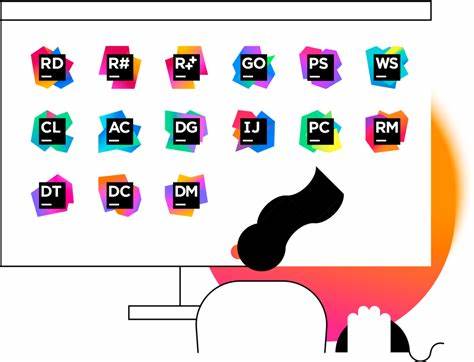 RD R# R++ GO PS WS
CL AC DG IJ PC RM
DT DC DM